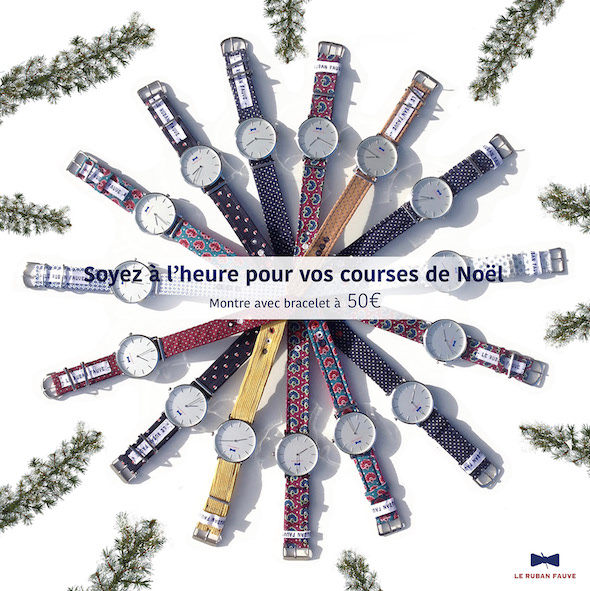 Soyez à l'heure pour vos courses de Noël
Montre avec bracelet à 50€
LE RUBAN FAUVE